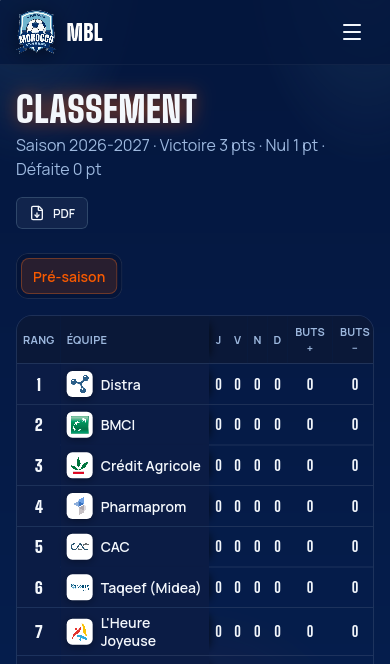 MOROCCO
MBL
CLASSEMENT
Saison 2026-2027 · Victoire 3 pts · Nul 1 pt ·
Défaite 0 pt
PDF
Pré-saison
RANG ÉQUIPE J V N D BUTS + BUTS −
1 Distra 0 0 0 0 0 0
2 BMCI 0 0 0 0 0 0
3 Crédit Agricole 0 0 0 0 0 0
4 Pharmaprom 0 0 0 0 0 0
5 CAC 0 0 0 0 0 0
6 Taqeef (Midea) 0 0 0 0 0 0
7 L'Heure Joyeuse 0 0 0 0 0 0